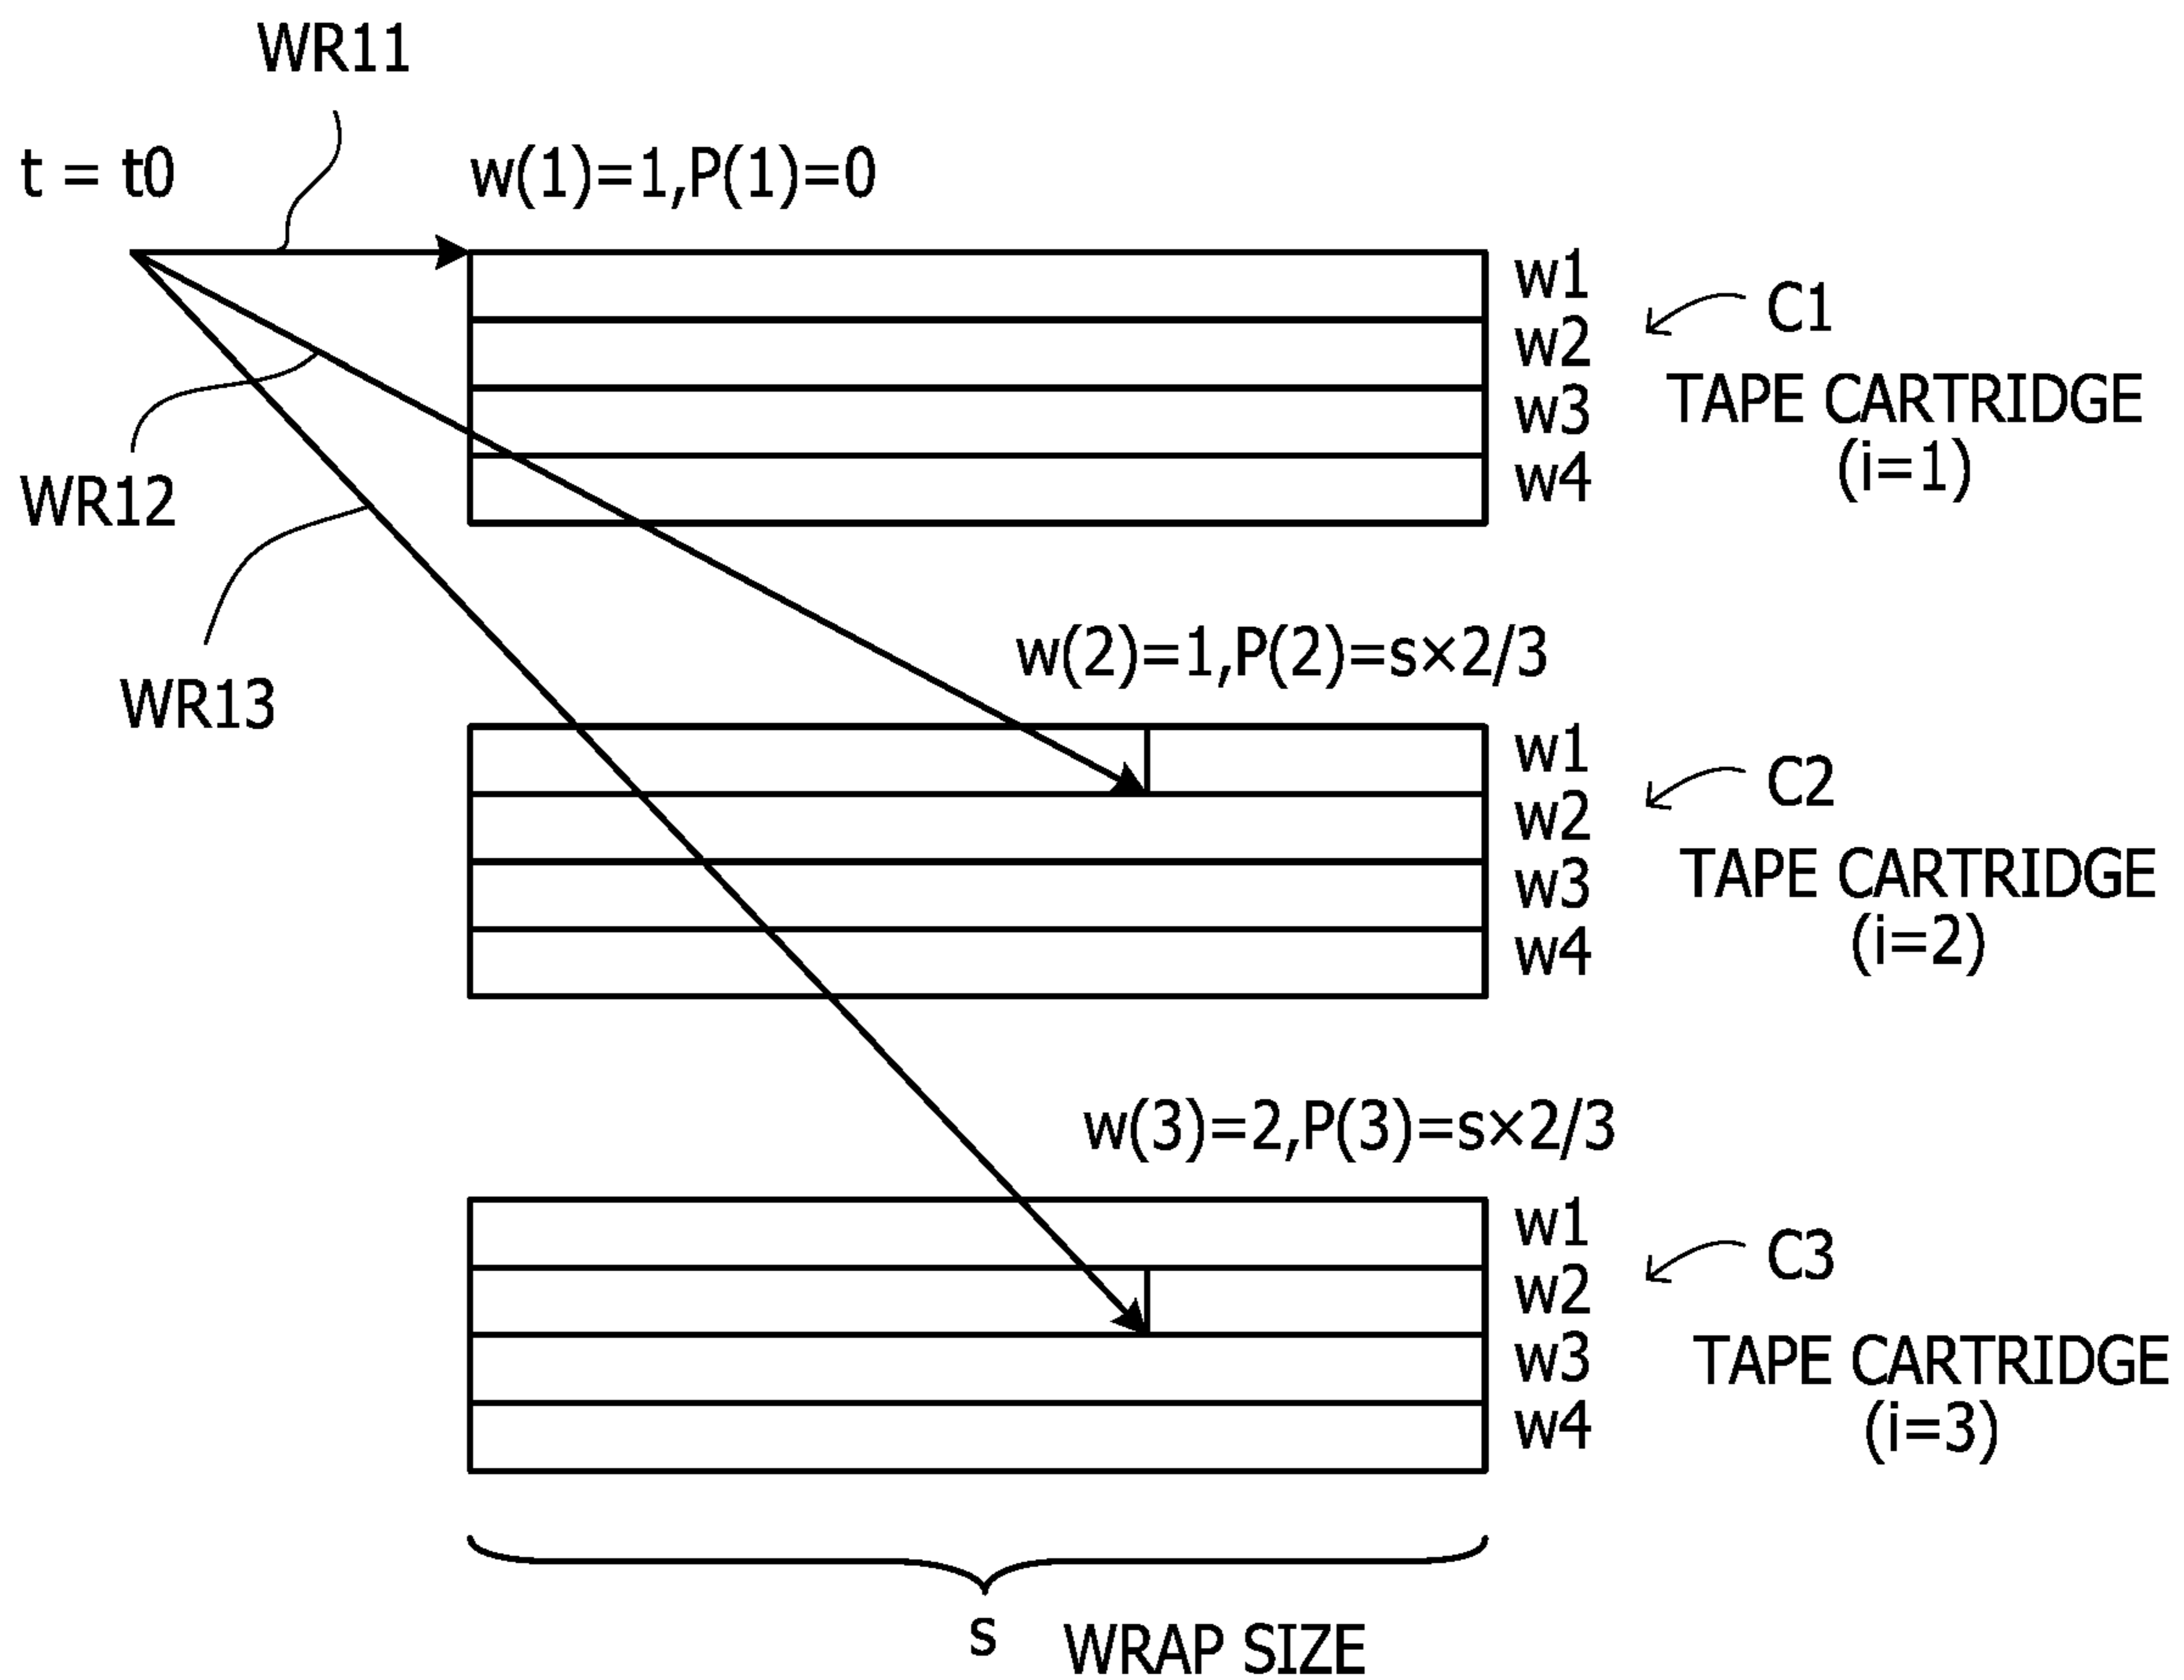 WR11
t = t0
w(1)=1,P(1)=0
w1
C1
w2
TAPE CARTRIDGE
w3
(i=1)
w4
WR12
WR13
w(2)=1,P(2)=s×2/3
w1
C2
w2
TAPE CARTRIDGE
w3
(i=2)
w4
w(3)=2,P(3)=s×2/3
w1
C3
w2
TAPE CARTRIDGE
w3
(i=3)
w4
s WRAP SIZE